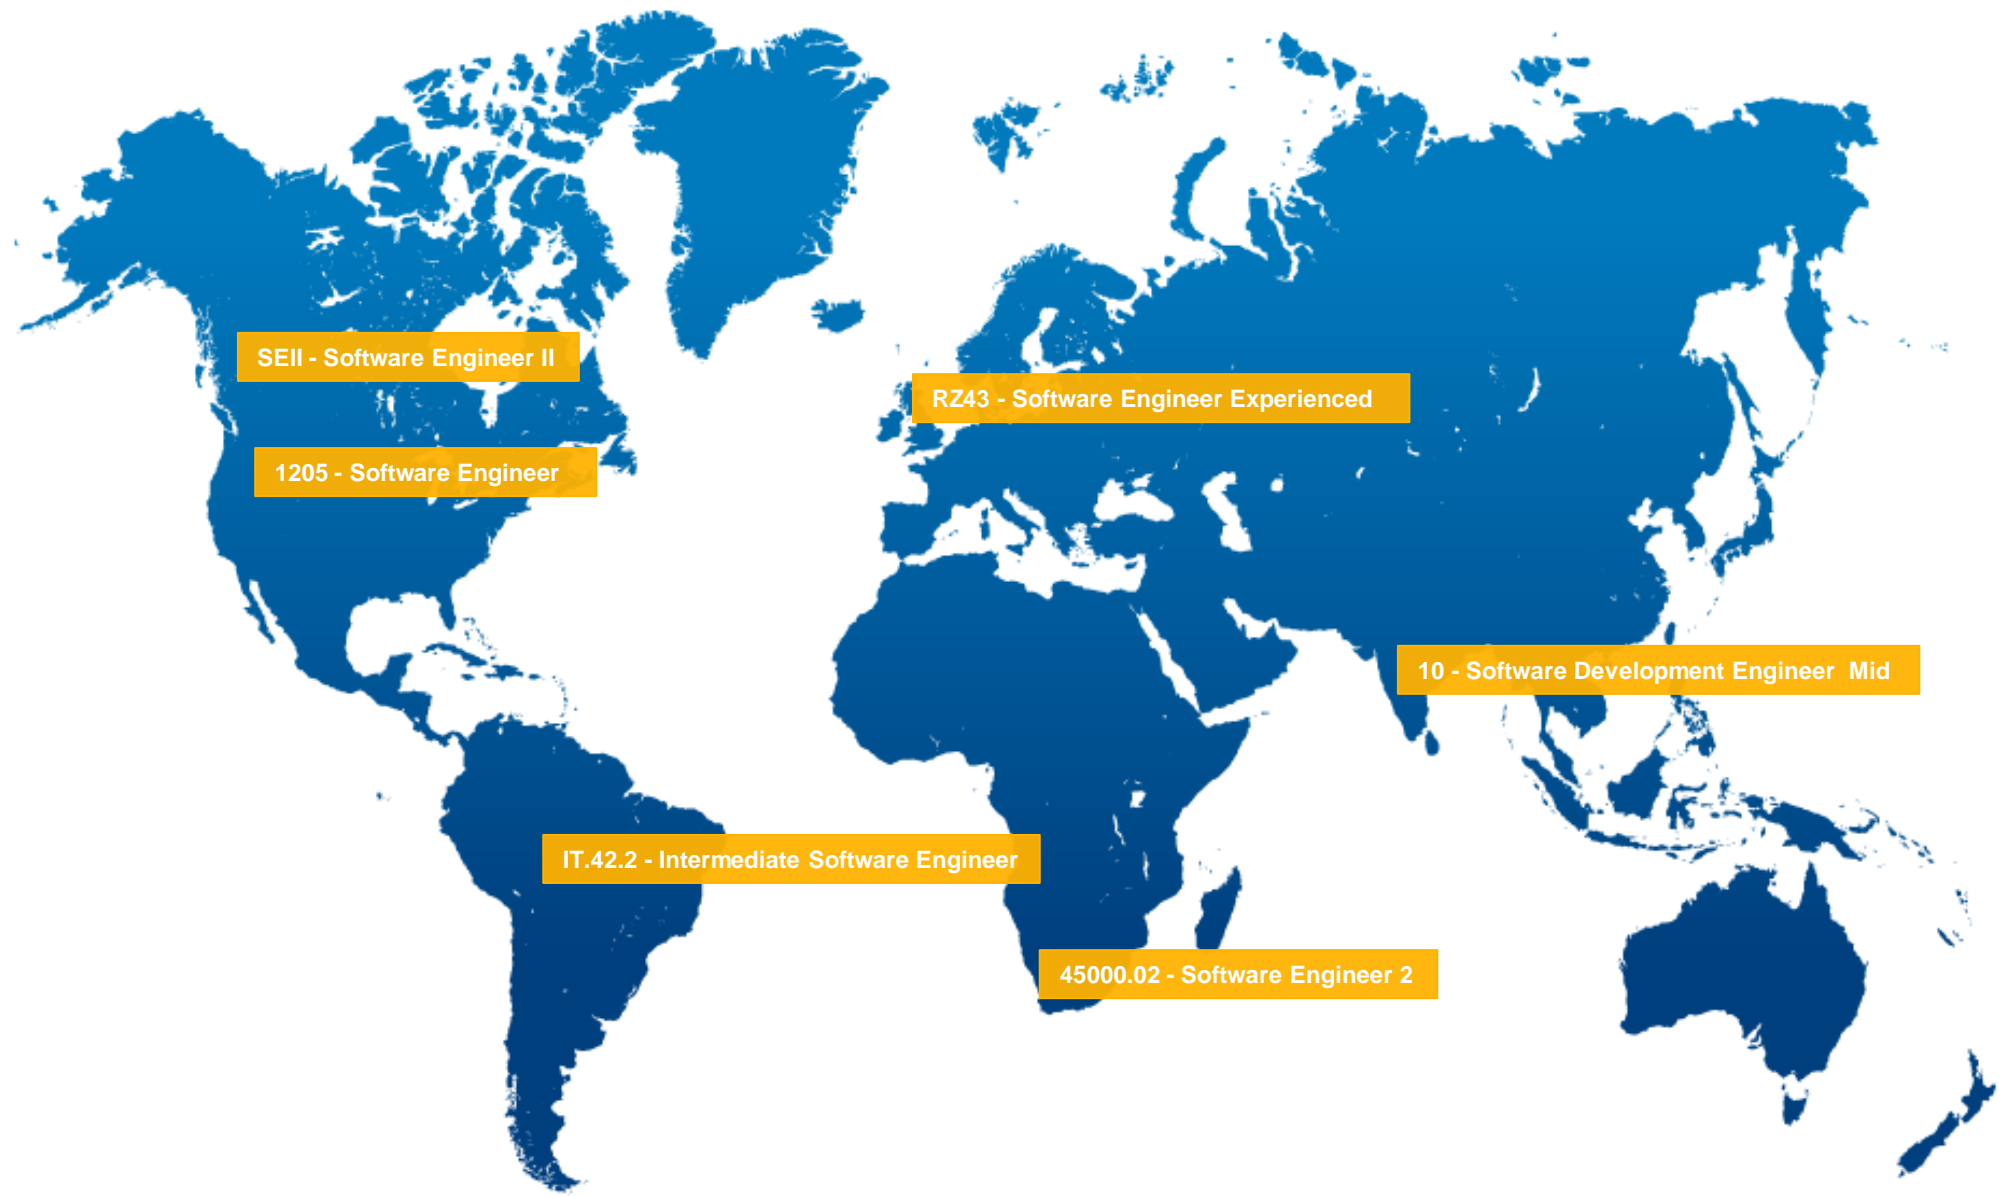 SEII - Software Engineer II
RZ43 - Software Engineer Experienced
1205 - Software Engineer
10 - Software Development Engineer  Mid
IT.42.2 - Intermediate Software Engineer
45000.02 - Software Engineer 2